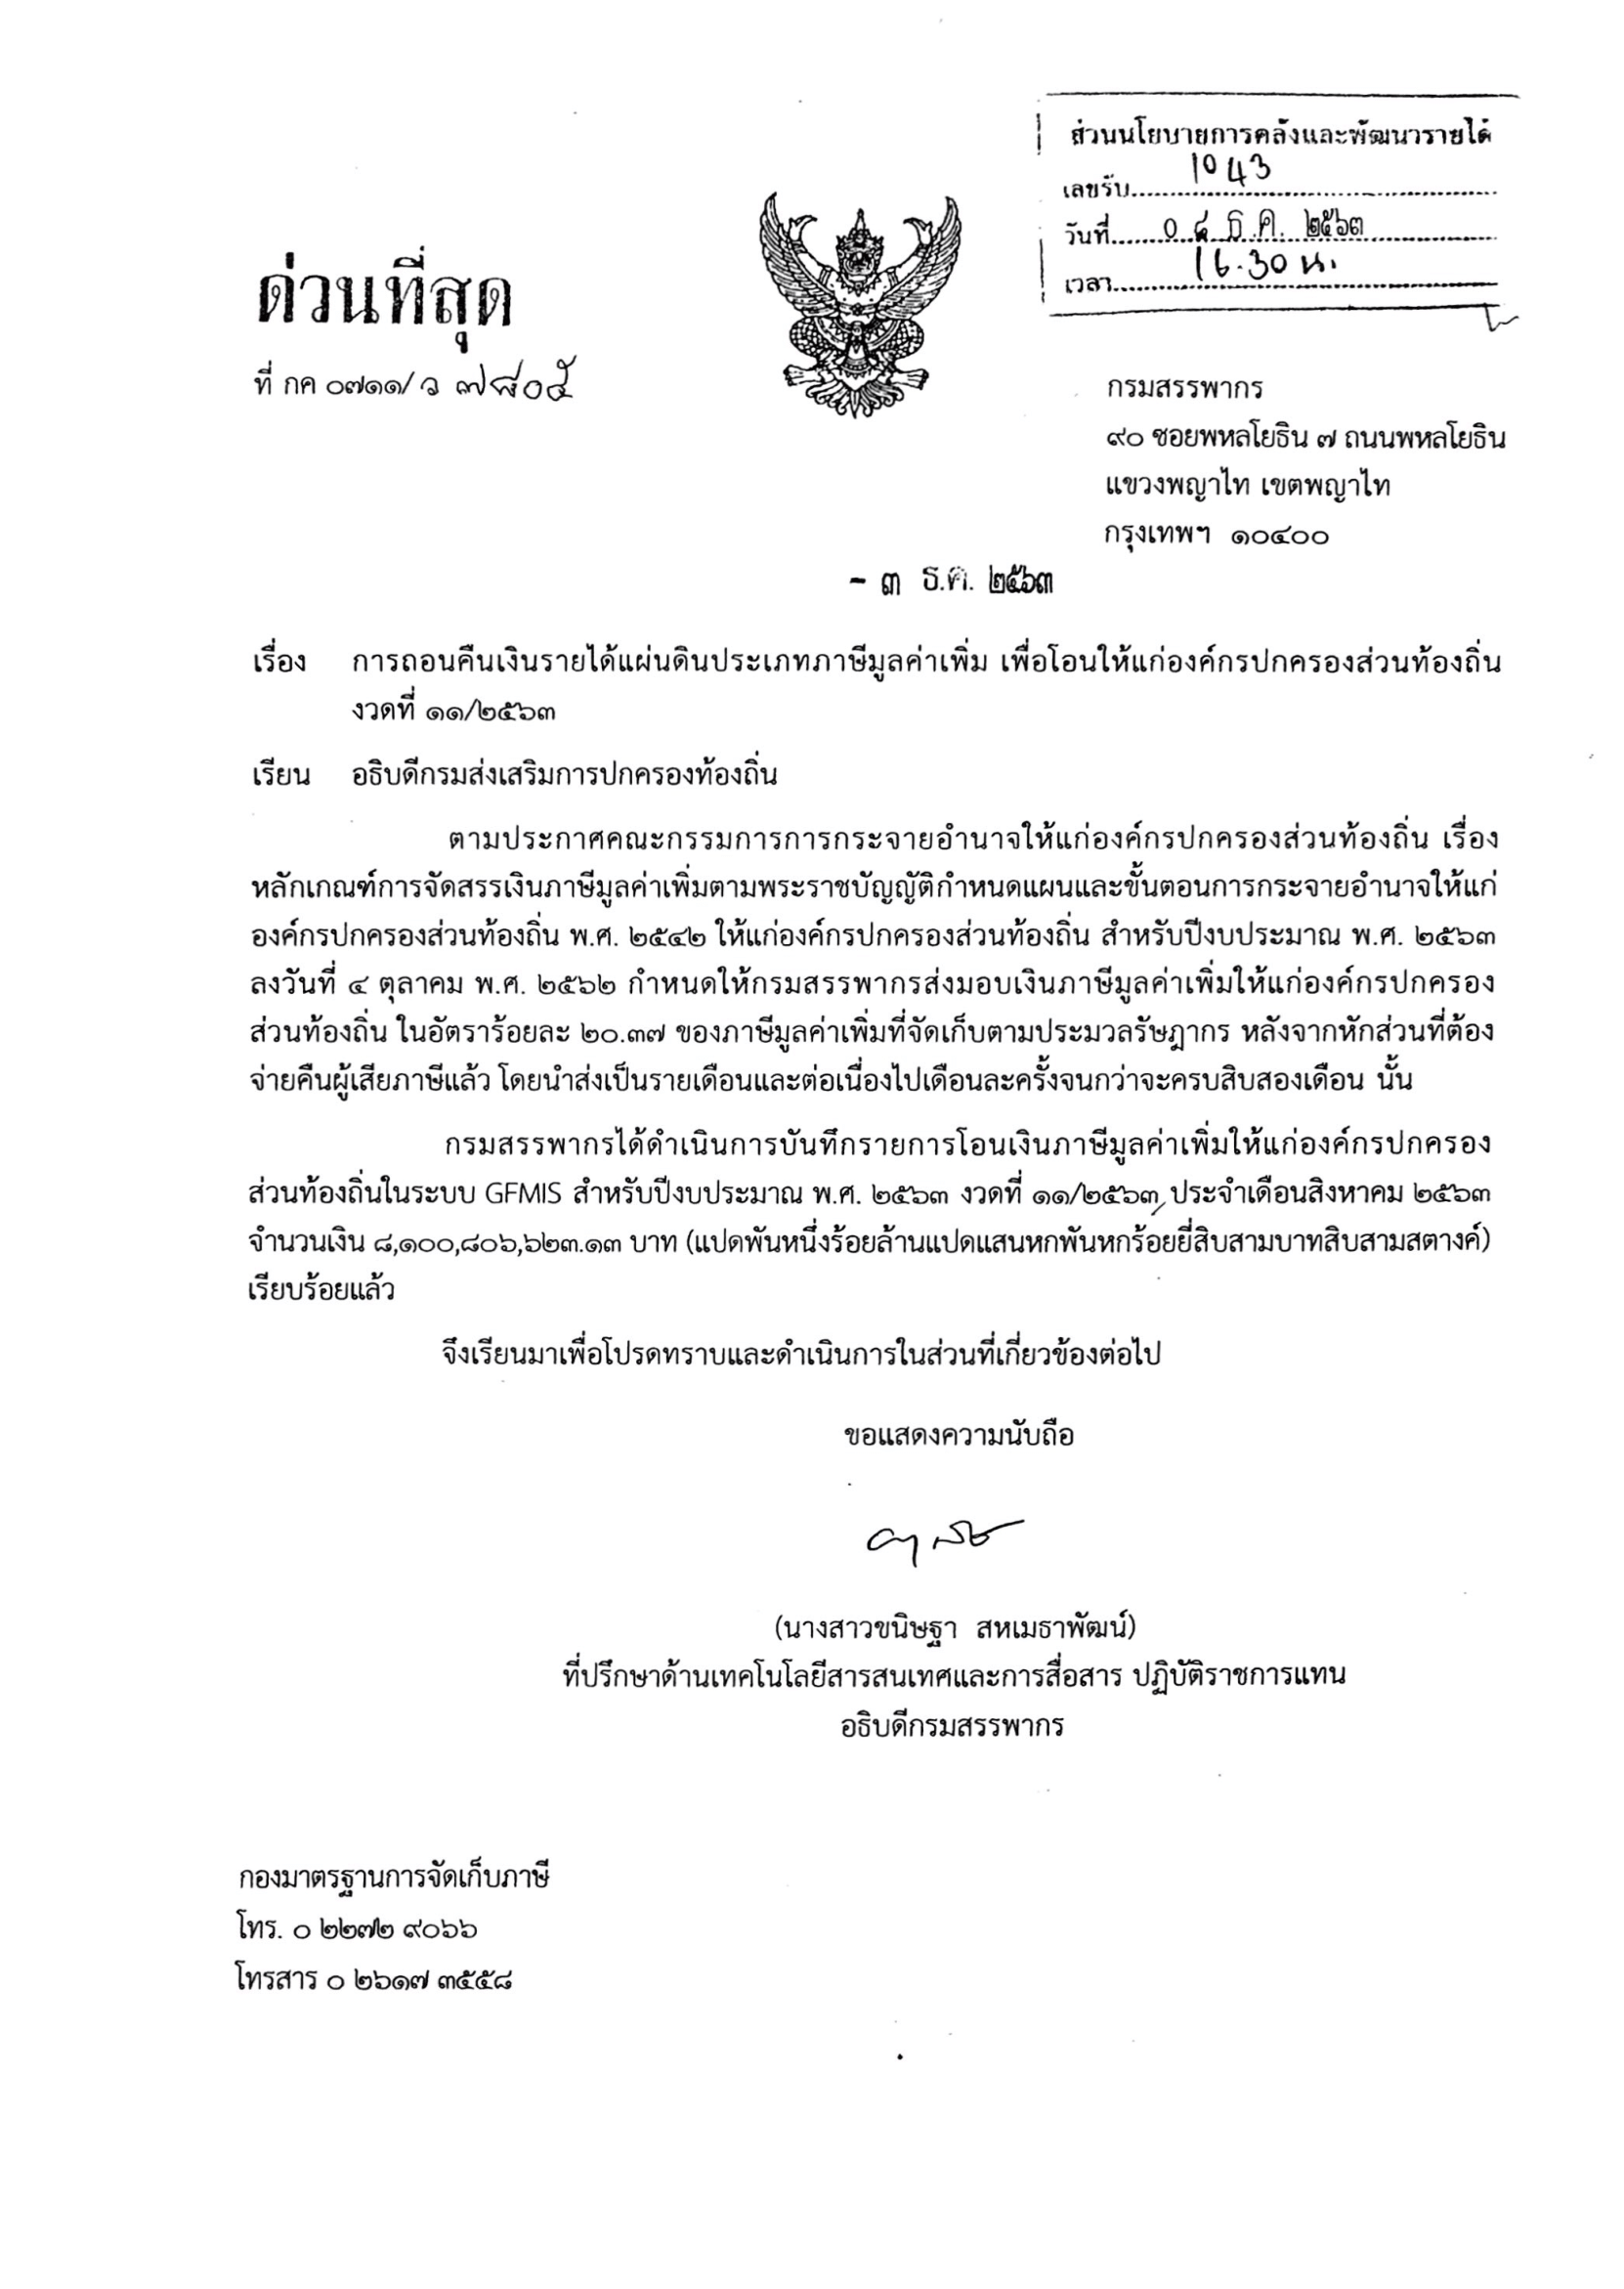 ส่วนนโยบายการคลังและพัฒนารายได้
เลขรับ 1043
วันที่ ๐๔ ธ.ค. ๒๕๖๓
เวลา 16.30 น.
ด่วนที่สุด
ที่ กค ๐๗๑๑/ว ๗๘๐๕
กรมสรรพากร
๙๐ ซอยพหลโยธิน ๗ ถนนพหลโยธิน
แขวงพญาไท เขตพญาไท
กรุงเทพฯ ๑๐๔๐๐
- ๓ ธ.ค. ๒๕๖๓
เรื่อง การถอนคืนเงินรายได้แผ่นดินประเภทภาษีมูลค่าเพิ่ม เพื่อโอนให้แก่องค์กรปกครองส่วนท้องถิ่น
งวดที่ ๑๑/๒๕๖๓
เรียน อธิบดีกรมส่งเสริมการปกครองท้องถิ่น
ตามประกาศคณะกรรมการการกระจายอำนาจให้แก่องค์กรปกครองส่วนท้องถิ่น เรื่อง
หลักเกณฑ์การจัดสรรเงินภาษีมูลค่าเพิ่มตามพระราชบัญญัติกำหนดแผนและขั้นตอนการกระจายอำนาจให้แก่
องค์กรปกครองส่วนท้องถิ่น พ.ศ. ๒๕๔๒ ให้แก่องค์กรปกครองส่วนท้องถิ่น สำหรับปีงบประมาณ พ.ศ. ๒๕๖๓
ลงวันที่ ๔ ตุลาคม พ.ศ. ๒๕๖๒ กำหนดให้กรมสรรพากรส่งมอบเงินภาษีมูลค่าเพิ่มให้แก่องค์กรปกครอง
ส่วนท้องถิ่น ในอัตราร้อยละ ๒๐.๓๗ ของภาษีมูลค่าเพิ่มที่จัดเก็บตามประมวลรัษฎากร หลังจากหักส่วนที่ต้อง
จ่ายคืนผู้เสียภาษีแล้ว โดยนำส่งเป็นรายเดือนและต่อเนื่องไปเดือนละครั้งจนกว่าจะครบสิบสองเดือน นั้น
กรมสรรพากรได้ดำเนินการบันทึกรายการโอนเงินภาษีมูลค่าเพิ่มให้แก่องค์กรปกครอง
ส่วนท้องถิ่นในระบบ GFMIS สำหรับปีงบประมาณ พ.ศ. ๒๕๖๓ งวดที่ ๑๑/๒๕๖๓ ประจำเดือนสิงหาคม ๒๕๖๓
จำนวนเงิน ๘,๑๐๐,๘๐๖,๖๒๓.๑๓ บาท (แปดพันหนึ่งร้อยล้านแปดแสนหกพันหกร้อยยี่สิบสามบาทสิบสามสตางค์)
เรียบร้อยแล้ว
จึงเรียนมาเพื่อโปรดทราบและดำเนินการในส่วนที่เกี่ยวข้องต่อไป
ขอแสดงความนับถือ
(นางสาวขนิษฐา สหเมธาพัฒน์)
ที่ปรึกษาด้านเทคโนโลยีสารสนเทศและการสื่อสาร ปฏิบัติราชการแทน
อธิบดีกรมสรรพากร
กองมาตรฐานการจัดเก็บภาษี
โทร. ๐ ๒๒๗๒ ๙๐๖๖
โทรสาร ๐ ๒๖๑๗ ๓๕๕๘